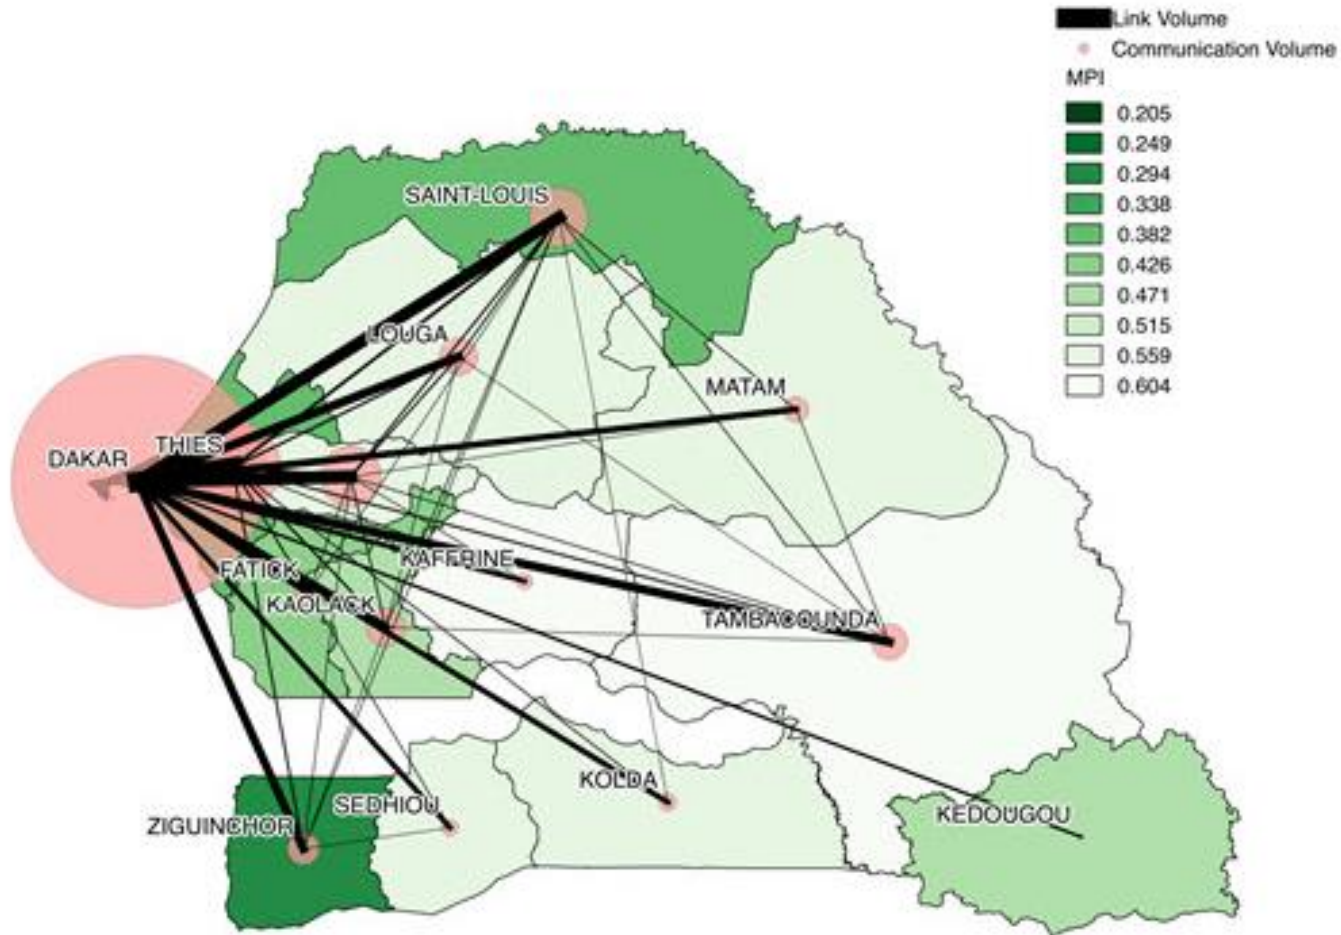 Link Volume
Communication Volume
MPI
0.205
0.249
0.294
0.338
0.382
0.426
0.471
0.515
0.559
0.604
SAINT-LOUIS
LOUGA
MATAM
THIES
DAKAR
KAFFRINE
FATICK
KAOLACK
TAMBACOUNDA
KOLDA
SEDHIOU
KEDOUGOU
ZIGUINCHOR